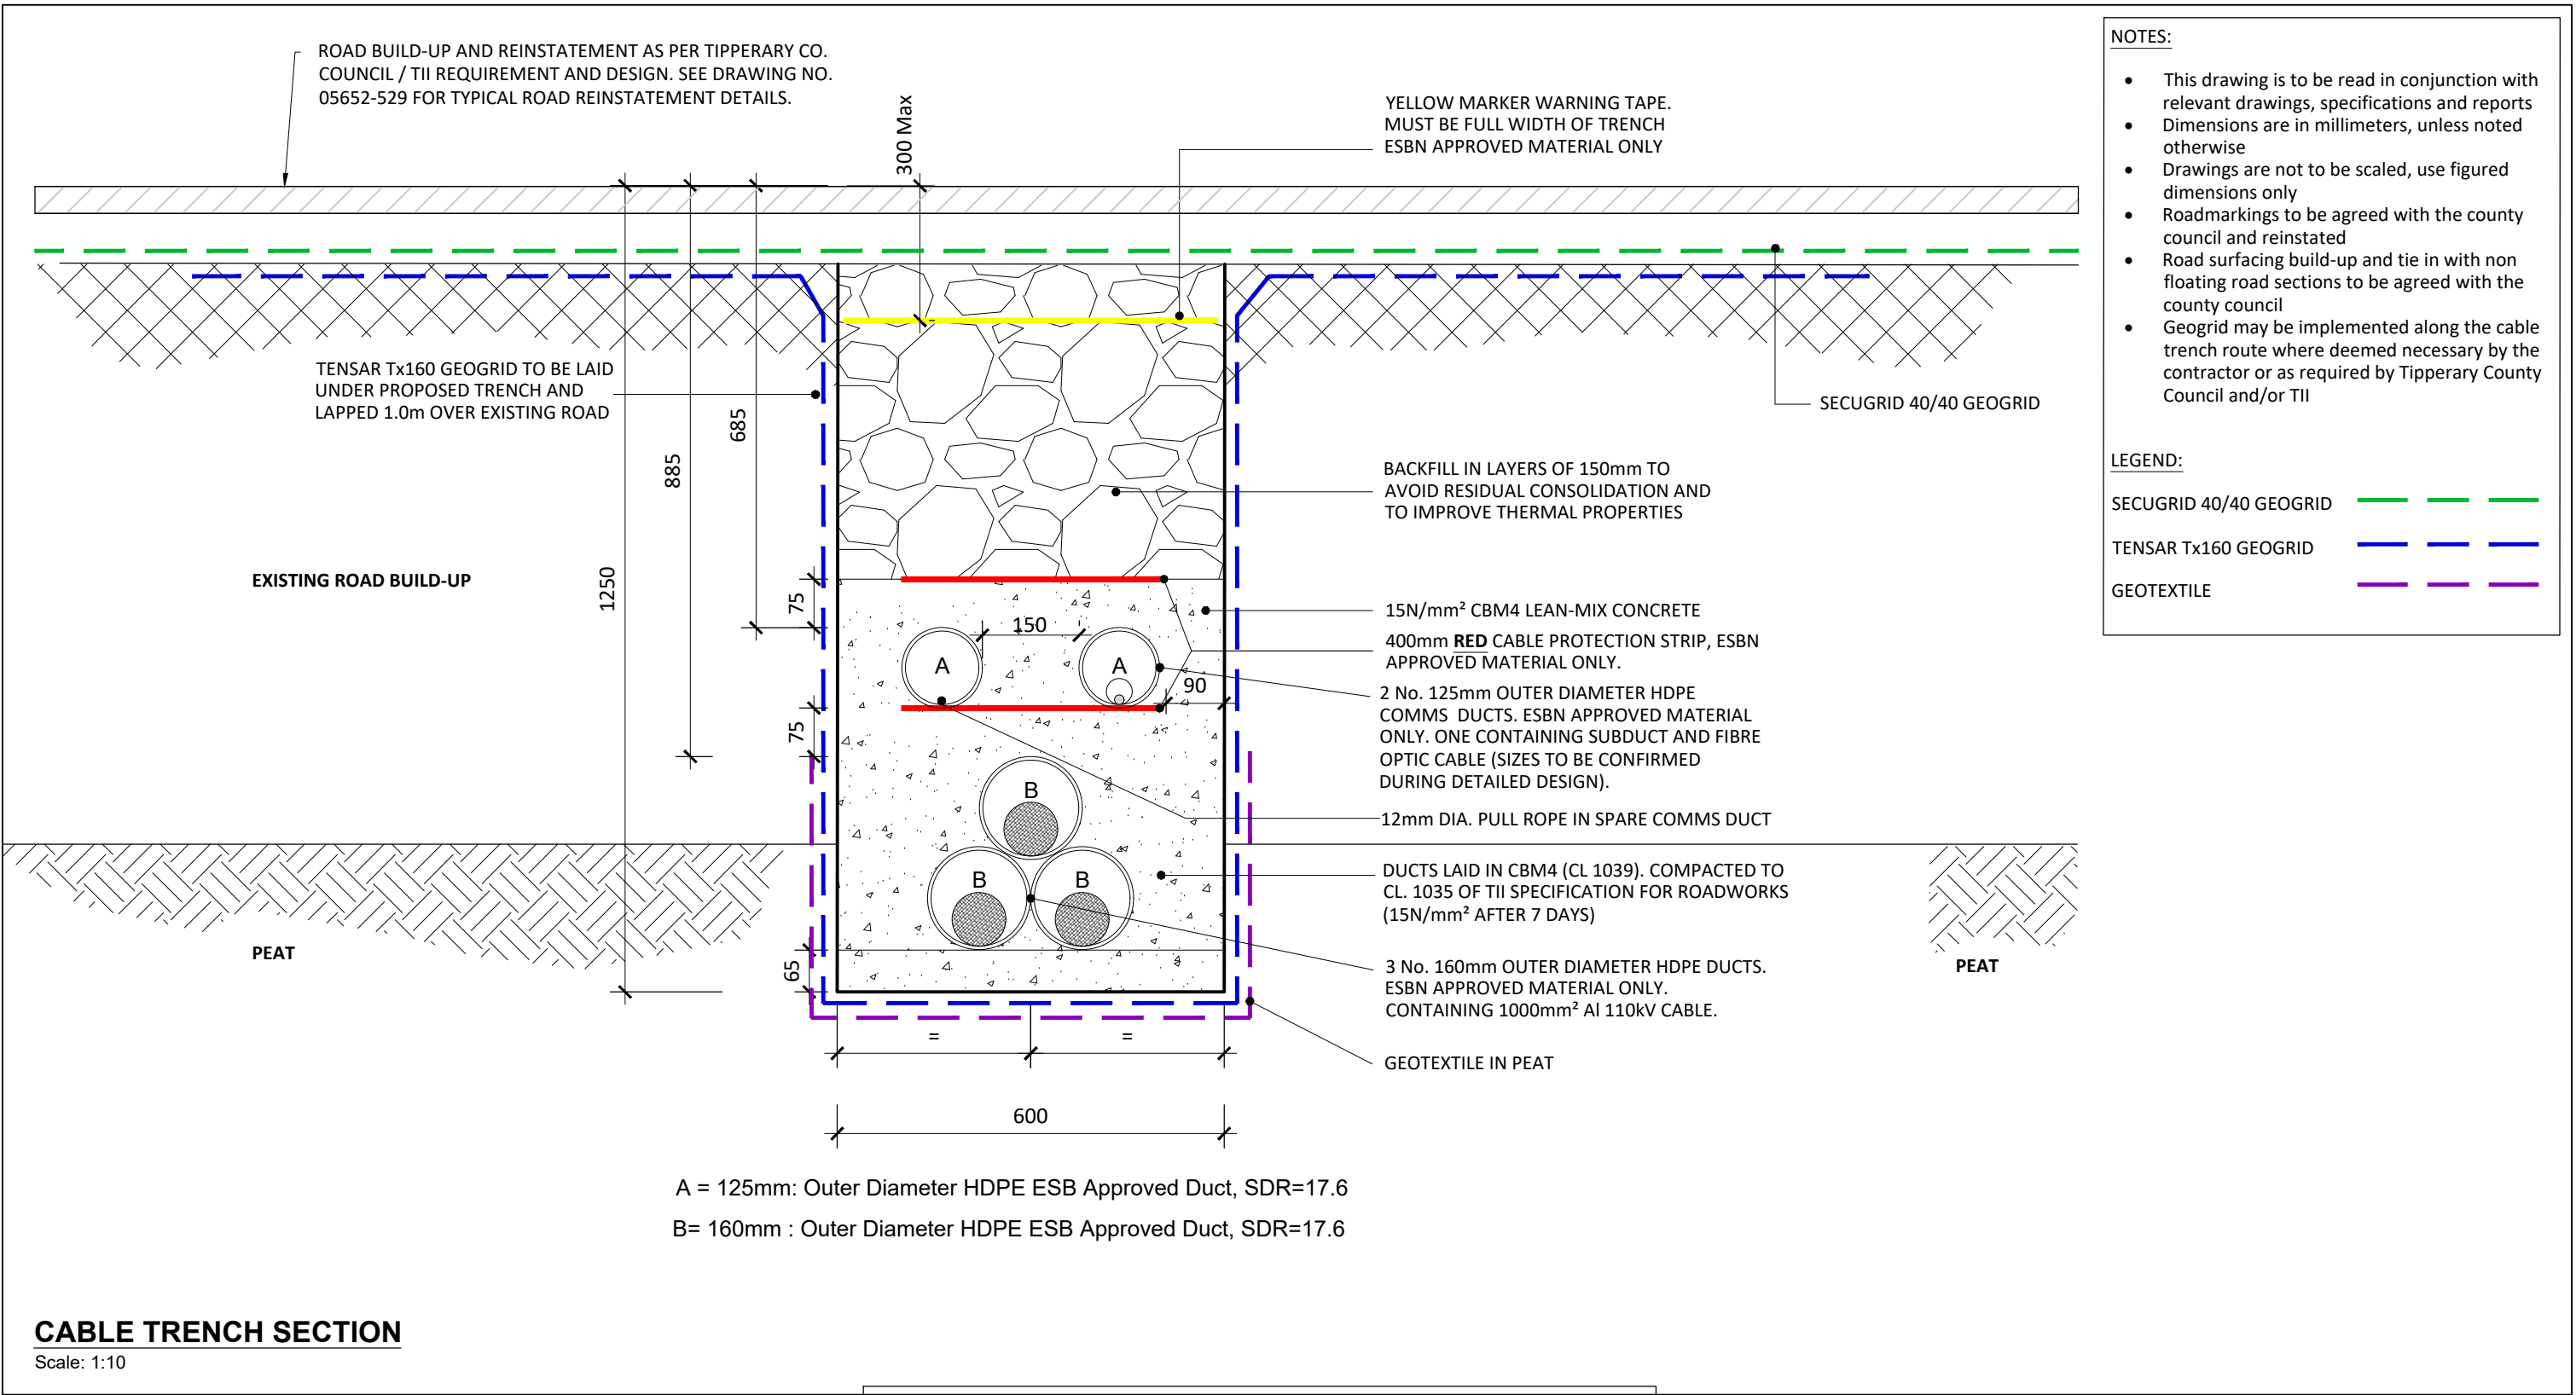 ROAD BUILD-UP AND REINSTATEMENT AS PER TIPPERARY CO.
COUNCIL / TII REQUIREMENT AND DESIGN. SEE DRAWING NO.
05652-529 FOR TYPICAL ROAD REINSTATEMENT DETAILS.
300 Max
YELLOW MARKER WARNING TAPE.
MUST BE FULL WIDTH OF TRENCH
ESBN APPROVED MATERIAL ONLY
TENSAR Tx160 GEOGRID TO BE LAID
UNDER PROPOSED TRENCH AND
LAPPED 1.0m OVER EXISTING ROAD
SECUGRID 40/40 GEOGRID
685
885
1250
BACKFILL IN LAYERS OF 150mm TO
AVOID RESIDUAL CONSOLIDATION AND
TO IMPROVE THERMAL PROPERTIES
EXISTING ROAD BUILD-UP
75
150
15N/mm² CBM4 LEAN-MIX CONCRETE
400mm RED CABLE PROTECTION STRIP, ESBN
APPROVED MATERIAL ONLY.
A
A
90
2 No. 125mm OUTER DIAMETER HDPE
COMMS DUCTS. ESBN APPROVED MATERIAL
ONLY. ONE CONTAINING SUBDUCT AND FIBRE
OPTIC CABLE (SIZES TO BE CONFIRMED
DURING DETAILED DESIGN).
75
B
12mm DIA. PULL ROPE IN SPARE COMMS DUCT
B
B
DUCTS LAID IN CBM4 (CL 1039). COMPACTED TO
CL. 1035 OF TII SPECIFICATION FOR ROADWORKS
(15N/mm² AFTER 7 DAYS)
PEAT
65
3 No. 160mm OUTER DIAMETER HDPE DUCTS.
ESBN APPROVED MATERIAL ONLY.
CONTAINING 1000mm² Al 110kV CABLE.
PEAT
= =
GEOTEXTILE IN PEAT
600
A = 125mm: Outer Diameter HDPE ESB Approved Duct, SDR=17.6
B= 160mm : Outer Diameter HDPE ESB Approved Duct, SDR=17.6
CABLE TRENCH SECTION
Scale: 1:10
NOTES:
• This drawing is to be read in conjunction with
relevant drawings, specifications and reports
• Dimensions are in millimeters, unless noted
otherwise
• Drawings are not to be scaled, use figured
dimensions only
• Roadmarkings to be agreed with the county
council and reinstated
• Road surfacing build-up and tie in with non
floating road sections to be agreed with the
county council
• Geogrid may be implemented along the cable
trench route where deemed necessary by the
contractor or as required by Tipperary County
Council and/or TII
LEGEND:
SECUGRID 40/40 GEOGRID
TENSAR Tx160 GEOGRID
GEOTEXTILE